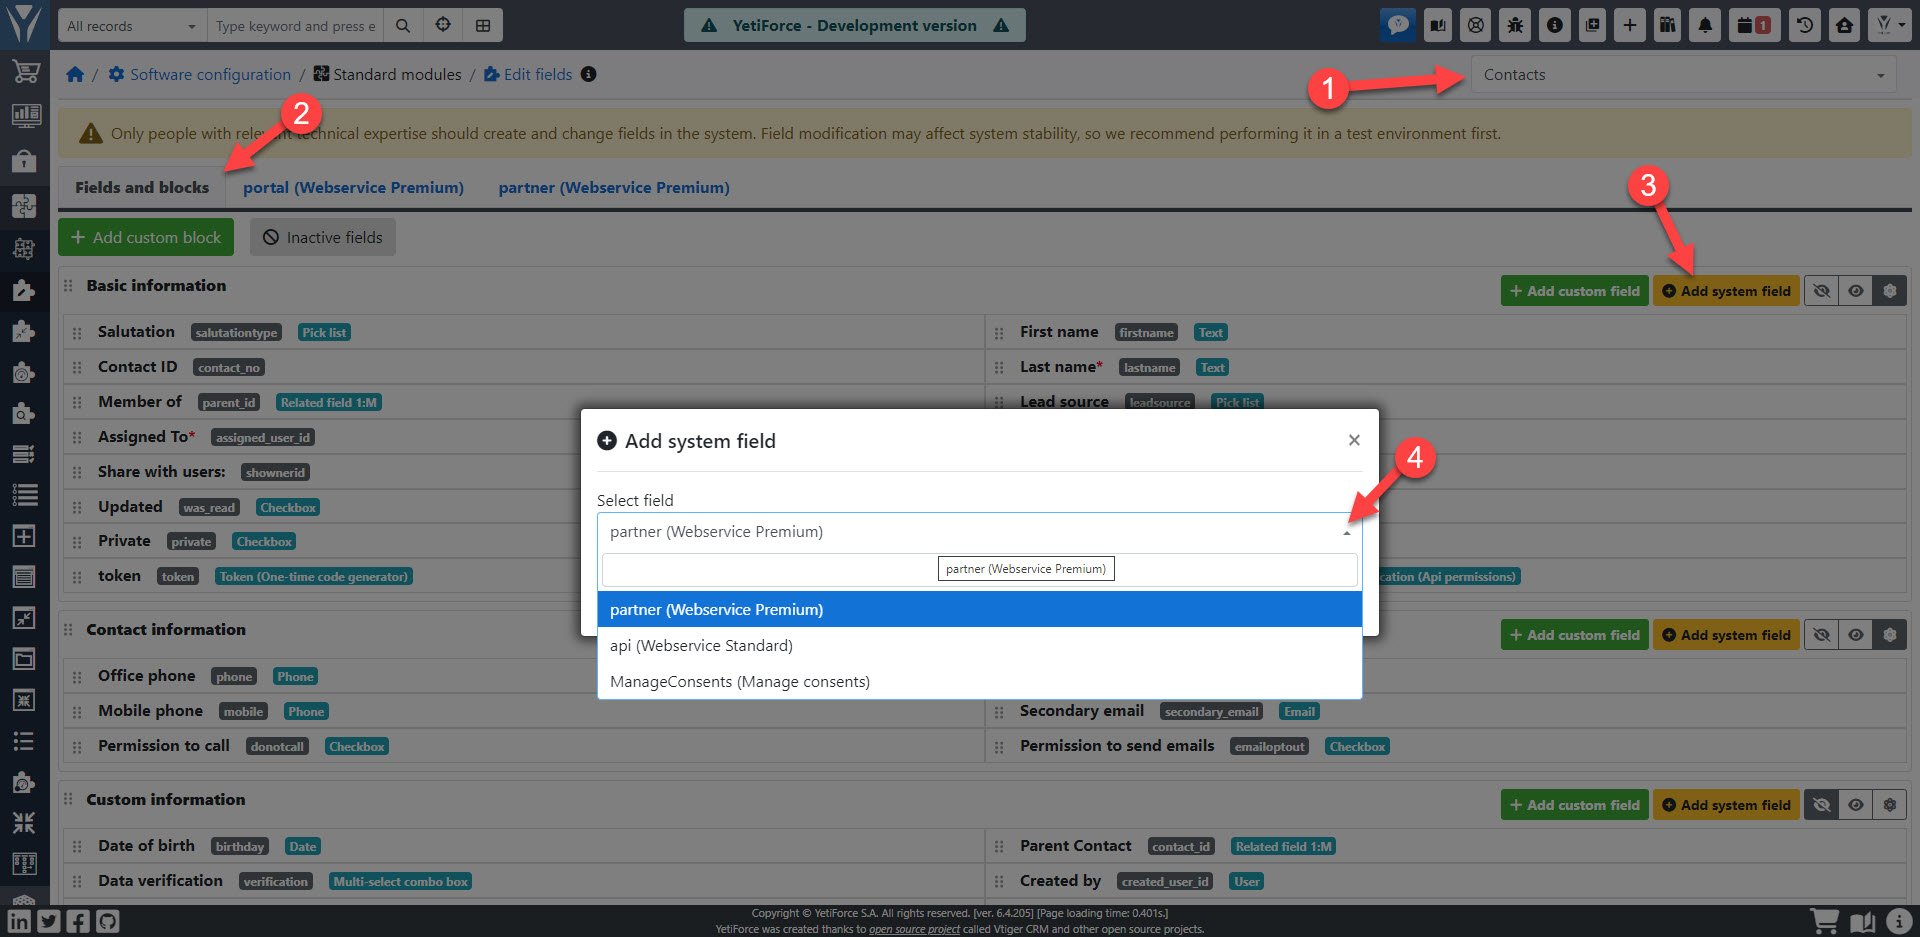 All records
Type keyword and press e
YetiForce - Development version
1
/ Software configuration / Standard modules / Edit fields
1
Contacts
2
Only people with relev technical expertise should create and change fields in the system. Field modification may affect system stability, so we recommend performing it in a test environment first.
Fields and blocks
portal (Webservice Premium)
partner (Webservice Premium)
3
Add custom block
Inactive fields
Basic information
Add custom field
Add system field
Salutation salutationtype Pick list
First name firstname Text
Contact ID contact_no
Last name* lastname Text
Member of parent_id Related field 1:M
Lead source leadsource Pick list
Assigned To* assigned_user_id
Share with users: shownerid
Updated was_read Checkbox
Private private Checkbox
token token Token (One-time code generator)
cation (Api permissions)
Add system field
×
4
Select field
partner (Webservice Premium)
partner (Webservice Premium)
partner (Webservice Premium)
api (Webservice Standard)
ManageConsents (Manage consents)
Contact information
Add custom field
Add system field
Office phone phone Phone
Mobile phone mobile Phone
Secondary email secondary_email Email
Permission to call donotcall Checkbox
Permission to send emails emailoptout Checkbox
Custom information
Add custom field
Add system field
Date of birth birthday Date
Parent Contact contact_id Related field 1:M
Data verification verification Multi-select combo box
Created by created_user_id User
Copyright © YetiForce S.A. All rights reserved. [ver. 6.4.205] [Page loading time: 0.401s.]
YetiForce was created thanks to open source project called Vtiger CRM and other open source projects.